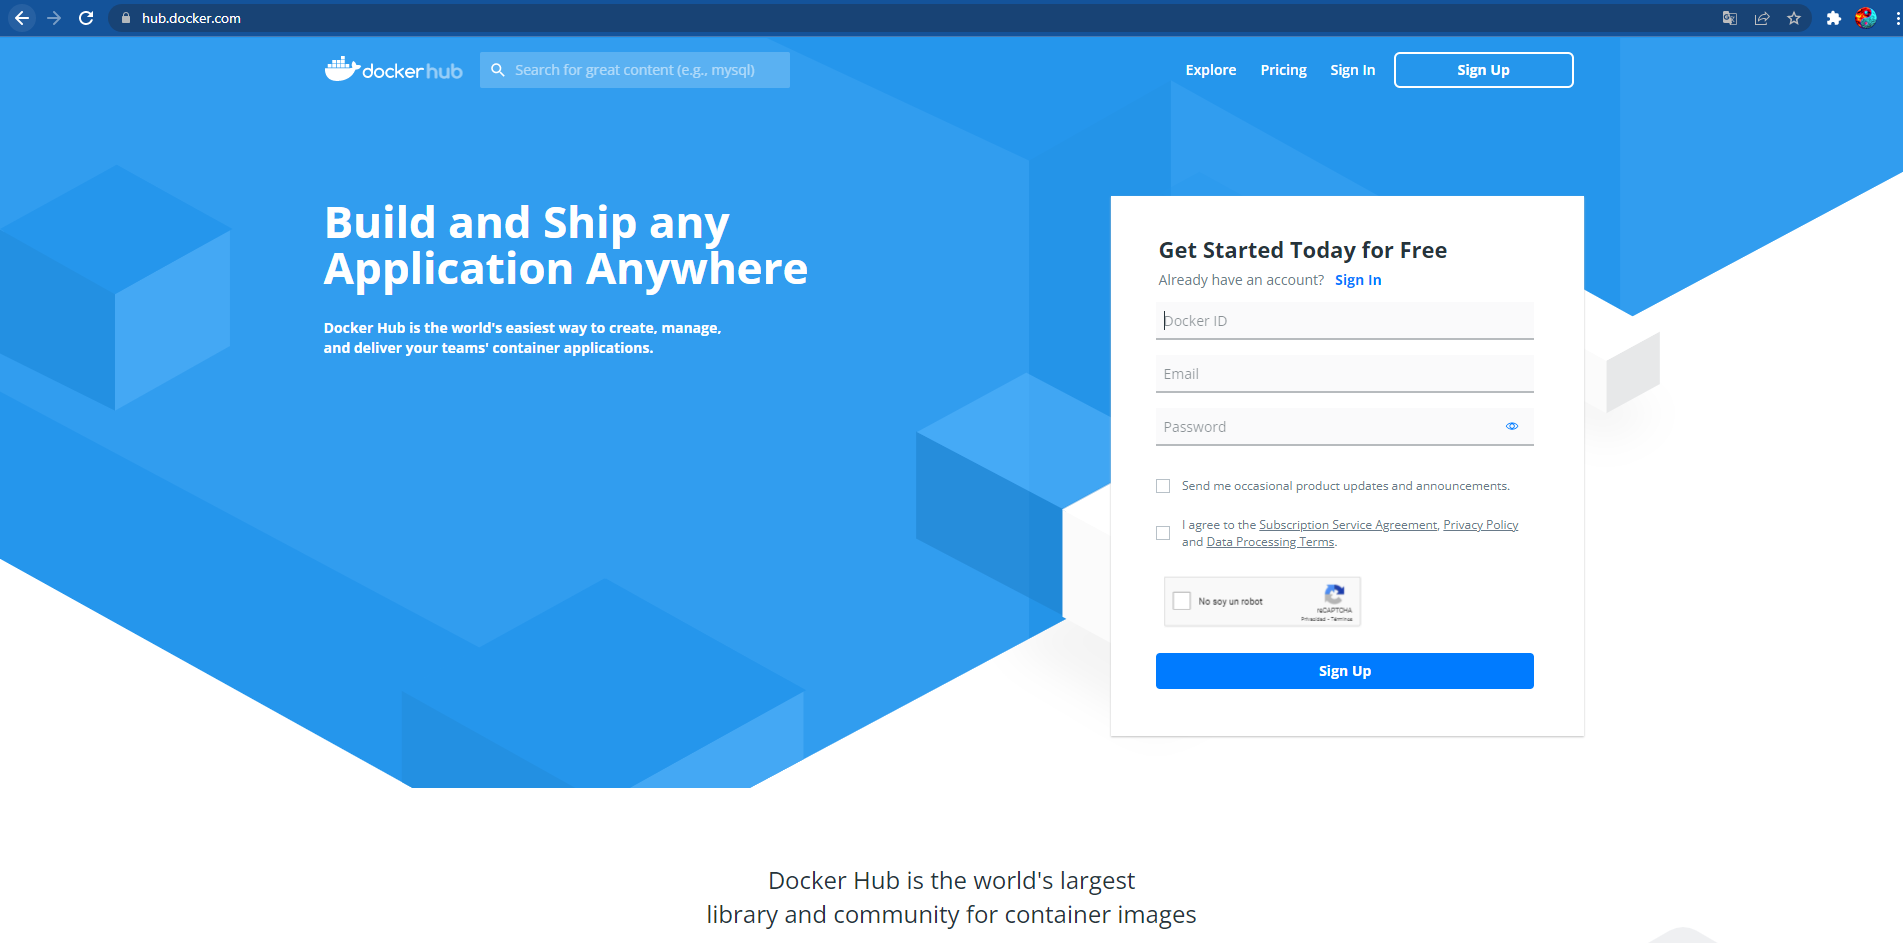 hub.docker.com
docker hub
Search for great content (e.g., mysql)
Explore
Pricing
Sign In
Sign Up
Build and Ship any
Application Anywhere
Docker Hub is the world's easiest way to create, manage,
and deliver your teams' container applications.
Get Started Today for Free
Already have an account? Sign In
Docker ID
Email
Password
Send me occasional product updates and announcements.
I agree to the Subscription Service Agreement, Privacy Policy
and Data Processing Terms.
No soy un robot
reCAPTCHA
Privacidad - Términos
Sign Up
Docker Hub is the world's largest
library and community for container images